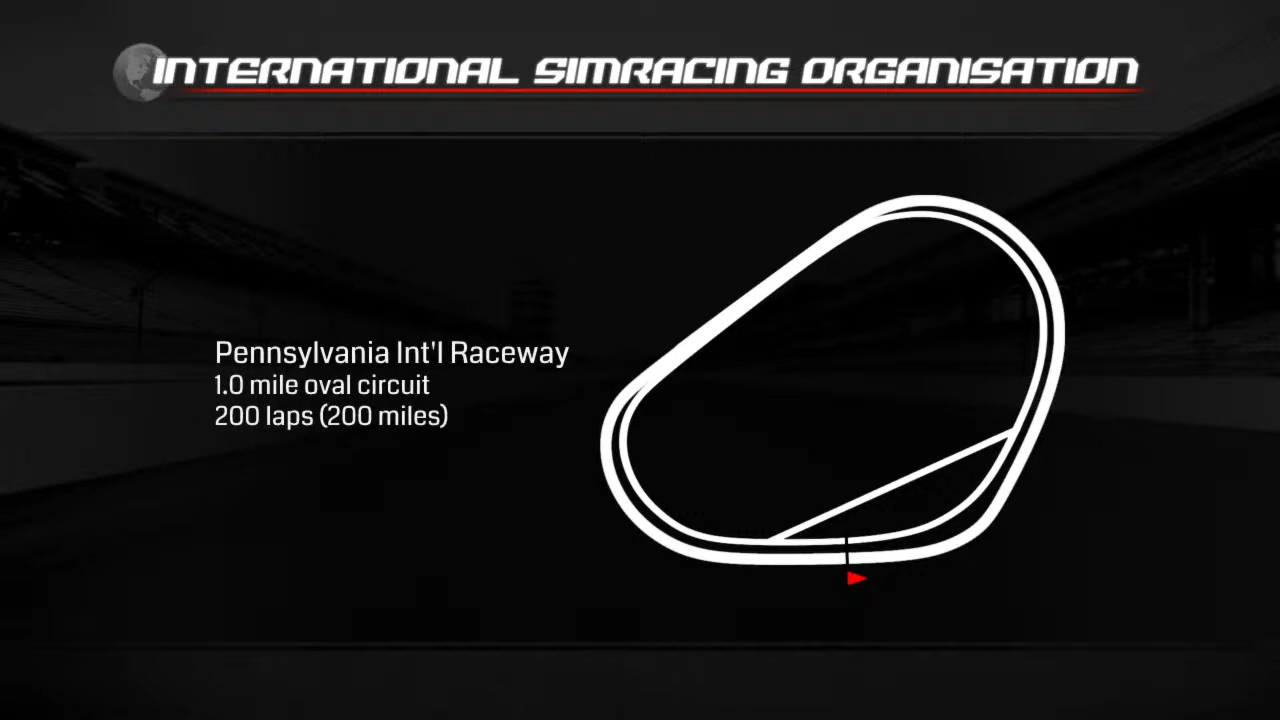 INTERNATIONAL SIMRACING ORGANISATION
Pennsylvania Int'l Raceway
1.0 mile oval circuit
200 laps (200 miles)